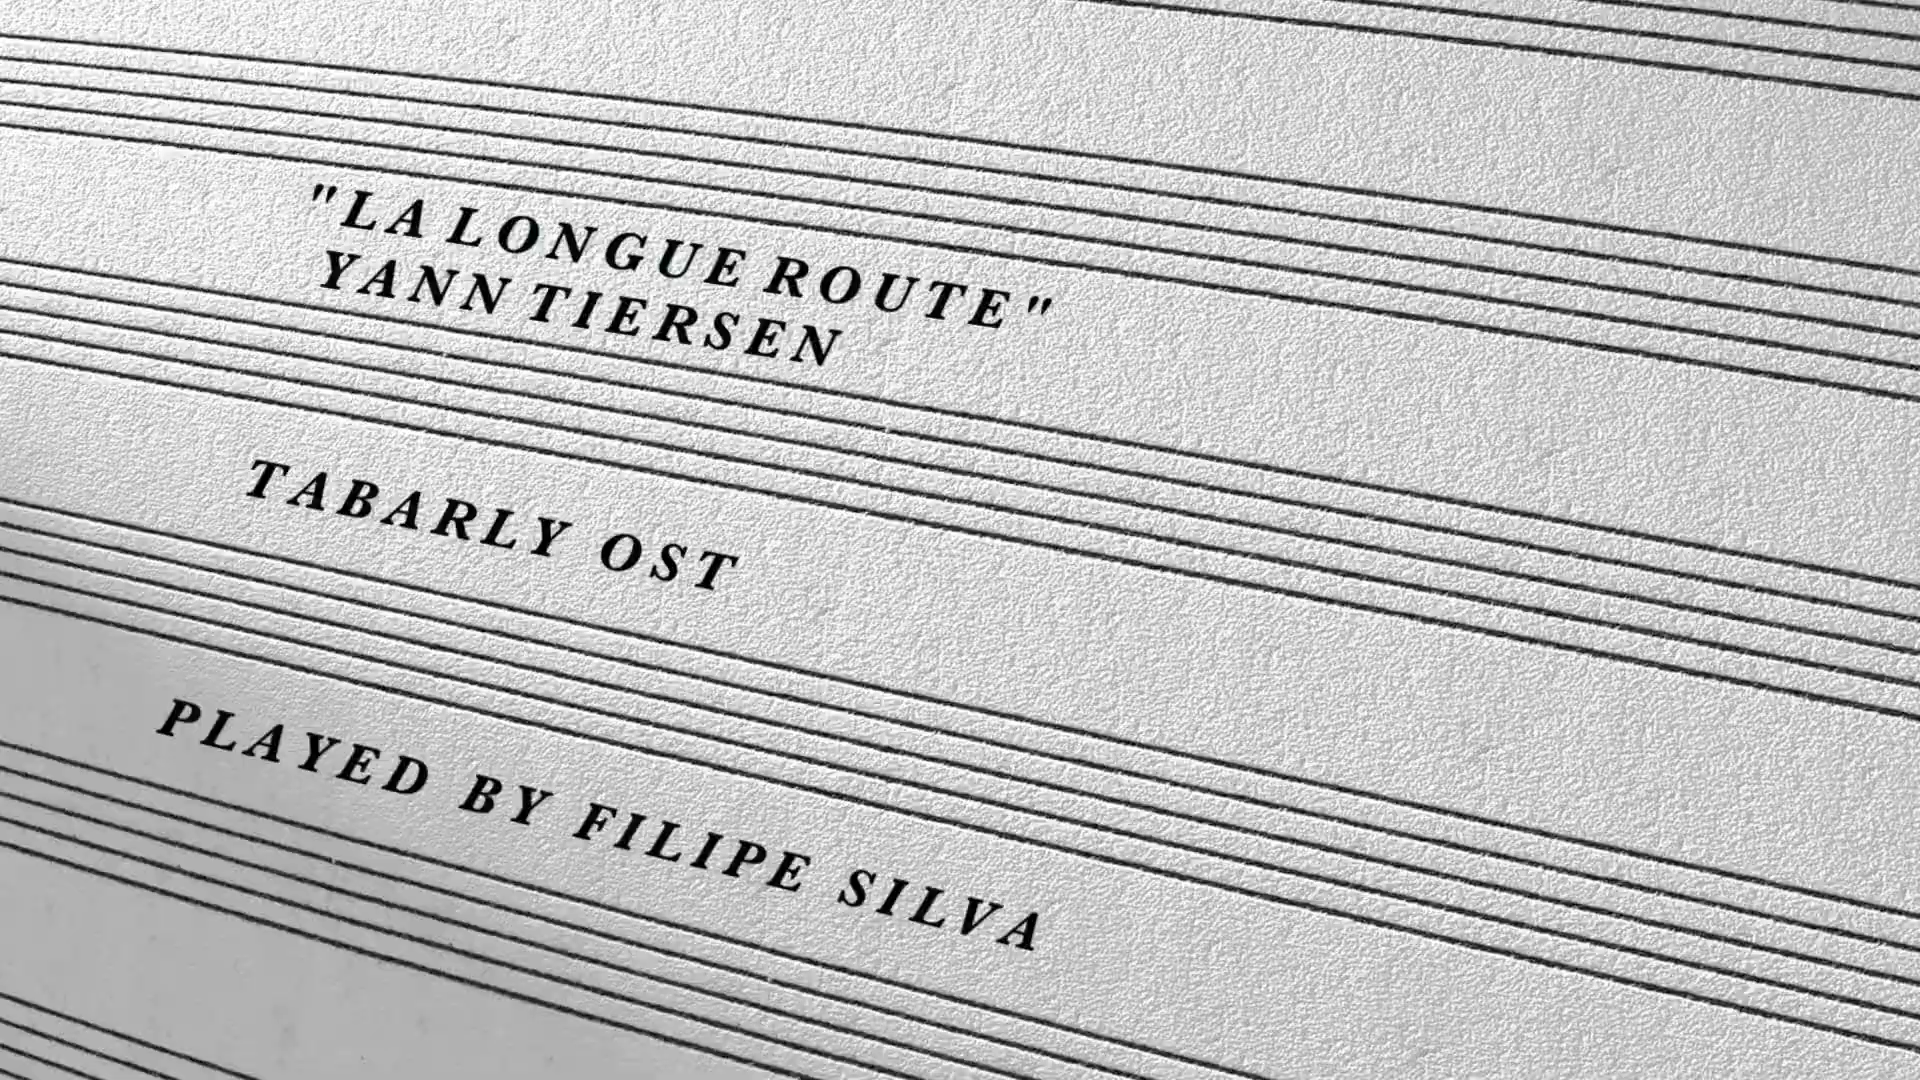 "LA LONGUE ROUTE"
YANN TIERSEN
TABARLY OST
PLAYED BY FILIPE SILVA